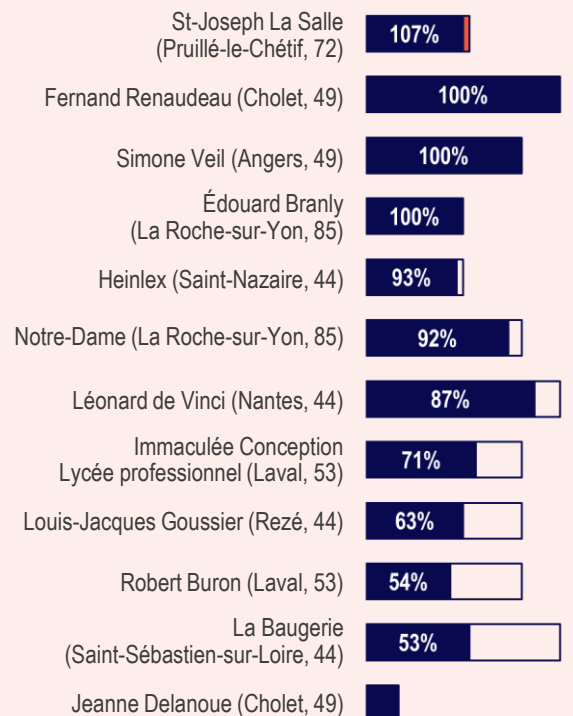 St-Joseph La Salle
(Pruillé-le-Chétif, 72)
107%
Fernand Renaudeau (Cholet, 49)
100%
Simone Veil (Angers, 49)
100%
Édouard Branly
(La Roche-sur-Yon, 85)
100%
Heinlex (Saint-Nazaire, 44)
93%
Notre-Dame (La Roche-sur-Yon, 85)
92%
Léonard de Vinci (Nantes, 44)
87%
Immaculée Conception
Lycée professionnel (Laval, 53)
71%
Louis-Jacques Goussier (Rezé, 44)
63%
Robert Buron (Laval, 53)
54%
La Baugerie
(Saint-Sébastien-sur-Loire, 44)
53%
Jeanne Delanoue (Cholet, 49)